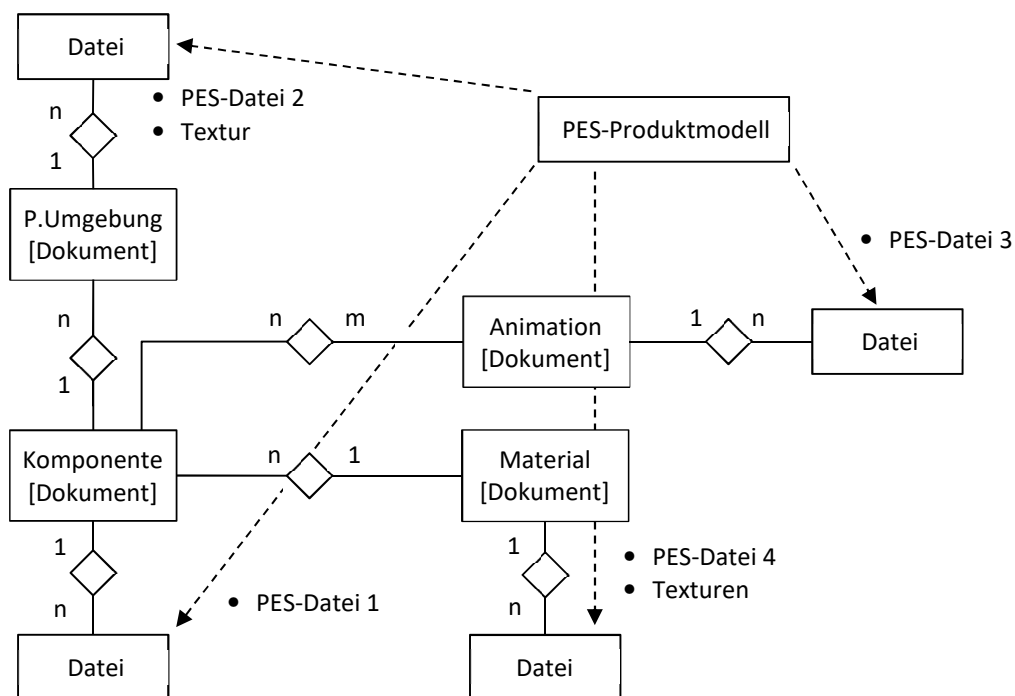 Datei
• PES-Datei 2
• Textur
n
1
PES-Produktmodell
P.Umgebung
[Dokument]
• PES-Datei 3
n
1
n
m
Animation
[Dokument]
1
n
Datei
Komponente
[Dokument]
n
1
Material
[Dokument]
1
n
• PES-Datei 1
1
n
• PES-Datei 4
• Texturen
Datei
Datei